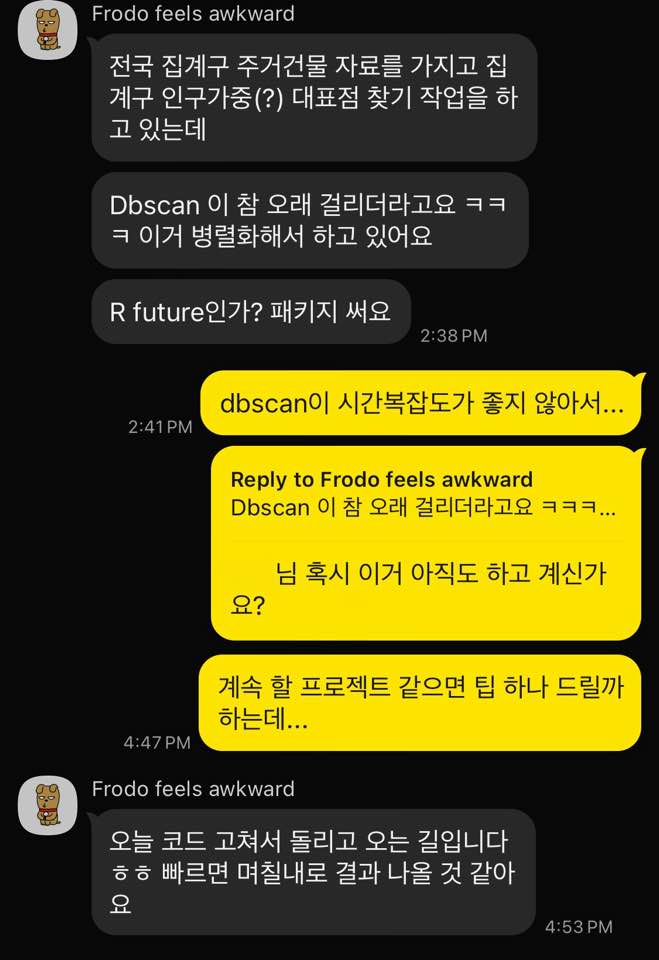 Frodo feels awkward
전국 집계구 주거건물 자료를 가지고 집
계구 인구가중(?) 대표점 찾기 작업을 하
고 있는데
Dbscan 이 참 오래 걸리더라고요 ㅋㅋ
ㅋ 이거 병렬화해서 하고 있어요
R future인가? 패키지 써요
2:38 PM
dbscan이 시간복잡도가 좋지 않아서...
2:41 PM
Reply to Frodo feels awkward
Dbscan 이 참 오래 걸리더라고요 ㅋㅋㅋ...
님 혹시 이거 아직도 하고 계신가
요?
계속 할 프로젝트 같으면 팁 하나 드릴까
하는데...
4:47 PM
Frodo feels awkward
오늘 코드 고쳐서 돌리고 오는 길입니다
ㅎㅎ 빠르면 며칠내로 결과 나올 것 같아
요
4:53 PM